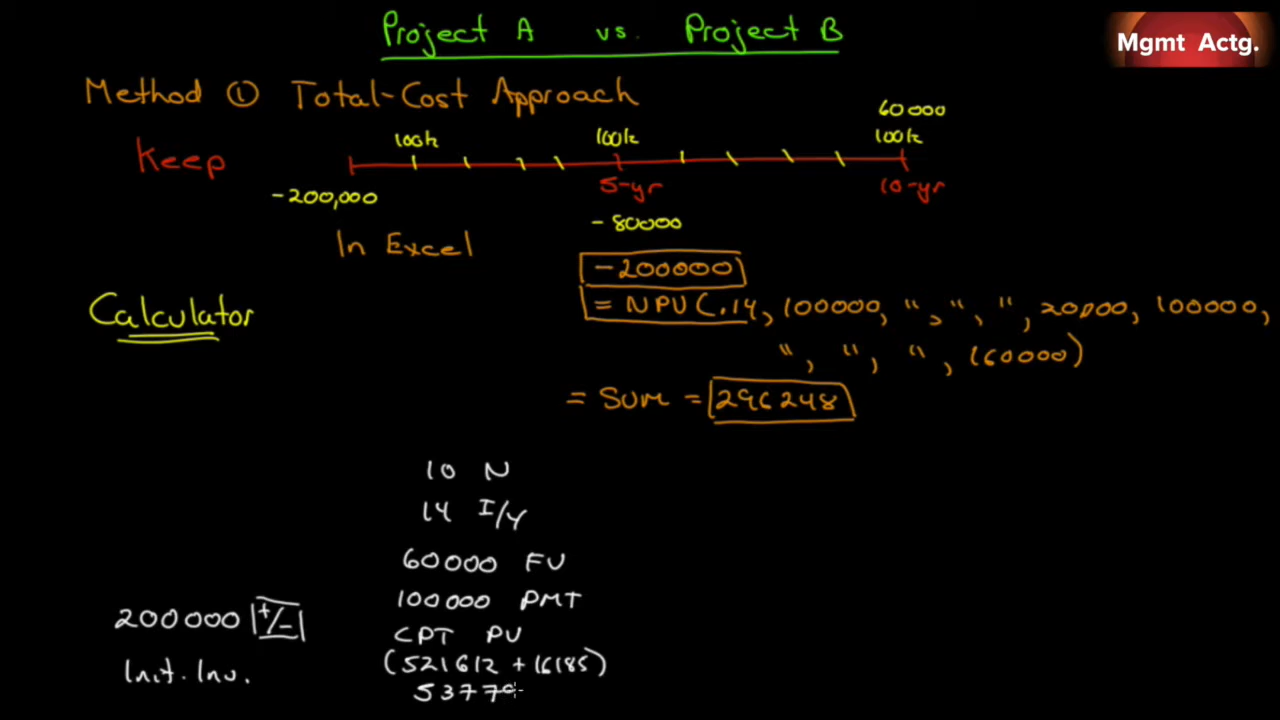 Project A vs. Project B
Mgmt Actg.
Method ① Total-Cost Approach
60000
100k 100k 100k
Keep
-200,000 5-yr 10-yr
-80000
In Excel
-200000
Calculator
= NPV(.14, 100000, ", ", ", 20,000, 100000,
", ", ", 160000)
= Sum = 296248
10 N
14 I/Y
60000 FV
100000 PMT
200000 +/-
CPT PV
Init. Inv.
(521612 + 16185)